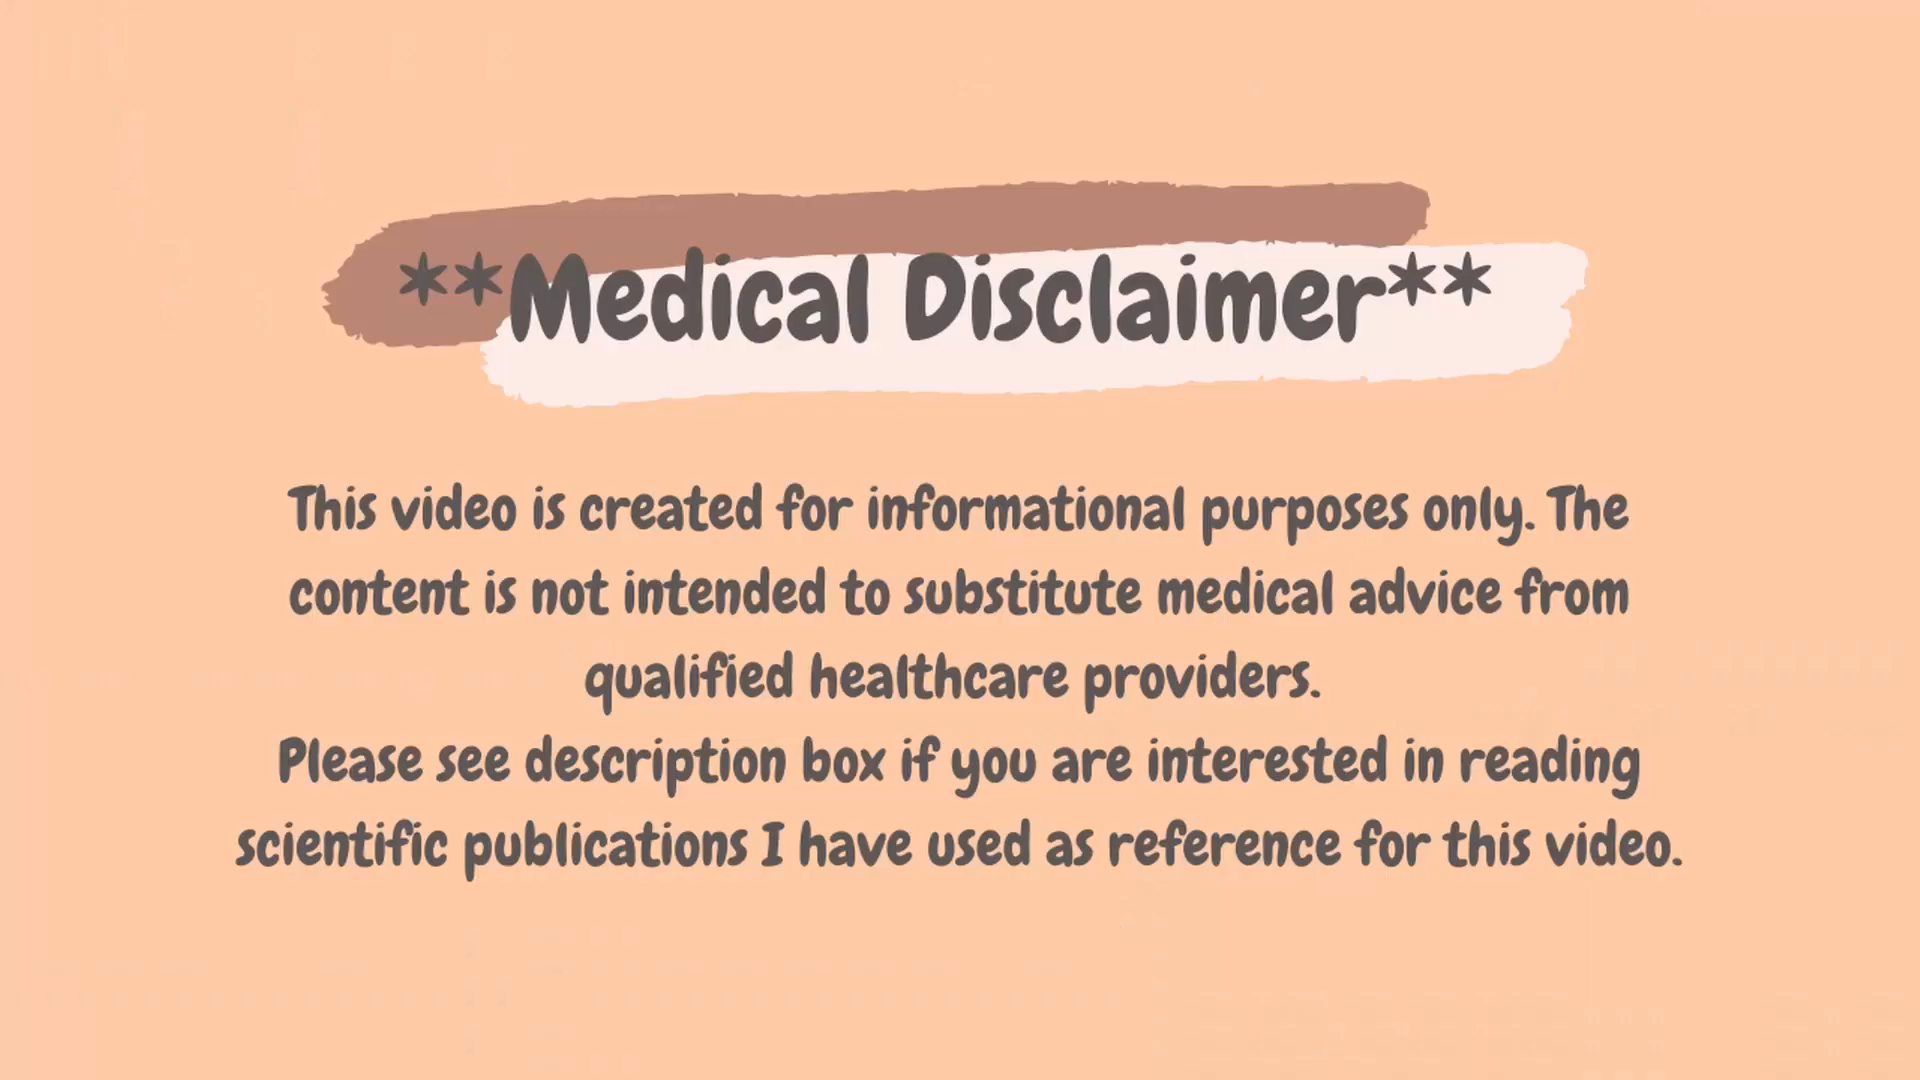 **Medical Disclaimer**
This video is created for informational purposes only. The
content is not intended to substitute medical advice from
qualified healthcare providers.
Please see description box if you are interested in reading
scientific publications I have used as reference for this video.